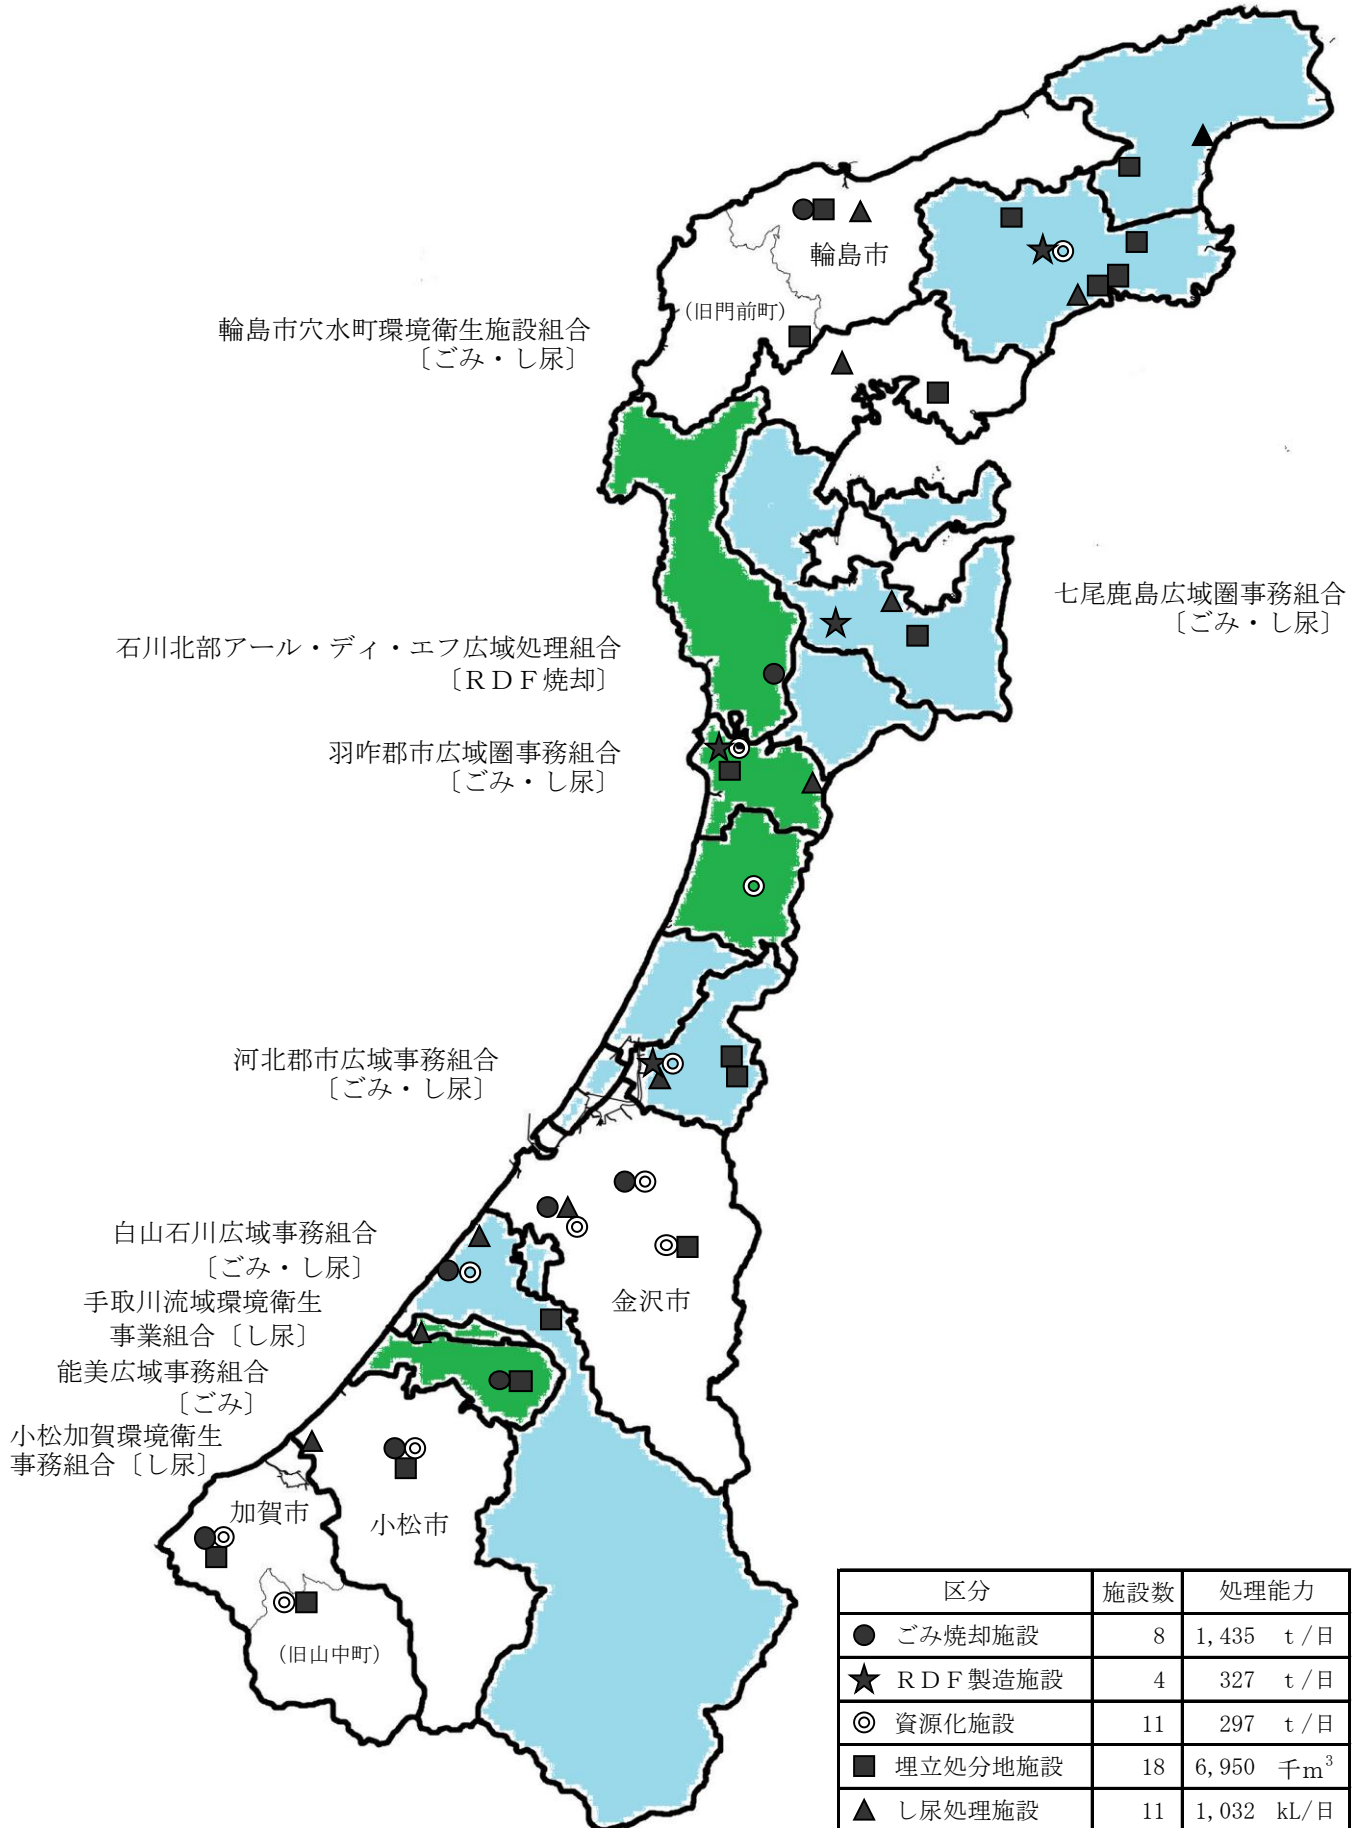 輪島市
(旧門前町)
輪島市穴水町環境衛生施設組合
〔ごみ・し尿〕
七尾鹿島広域圏事務組合
〔ごみ・し尿〕
石川北部アール・ディ・エフ広域処理組合
〔ＲＤＦ焼却〕
羽咋郡市広域圏事務組合
〔ごみ・し尿〕
河北郡市広域事務組合
〔ごみ・し尿〕
白山石川広域事務組合
〔ごみ・し尿〕
手取川流域環境衛生
事業組合〔し尿〕
能美広域事務組合
〔ごみ〕
小松加賀環境衛生
事務組合〔し尿〕
金沢市
加賀市
小松市
(旧山中町)
区分 施設数 処理能力
● ごみ焼却施設 8 1,435 ｔ/日
★ ＲＤＦ製造施設 4 327 ｔ/日
◎ 資源化施設 11 297 ｔ/日
■ 埋立処分地施設 18 6,950 千m³
▲ し尿処理施設 11 1,032 kL/日